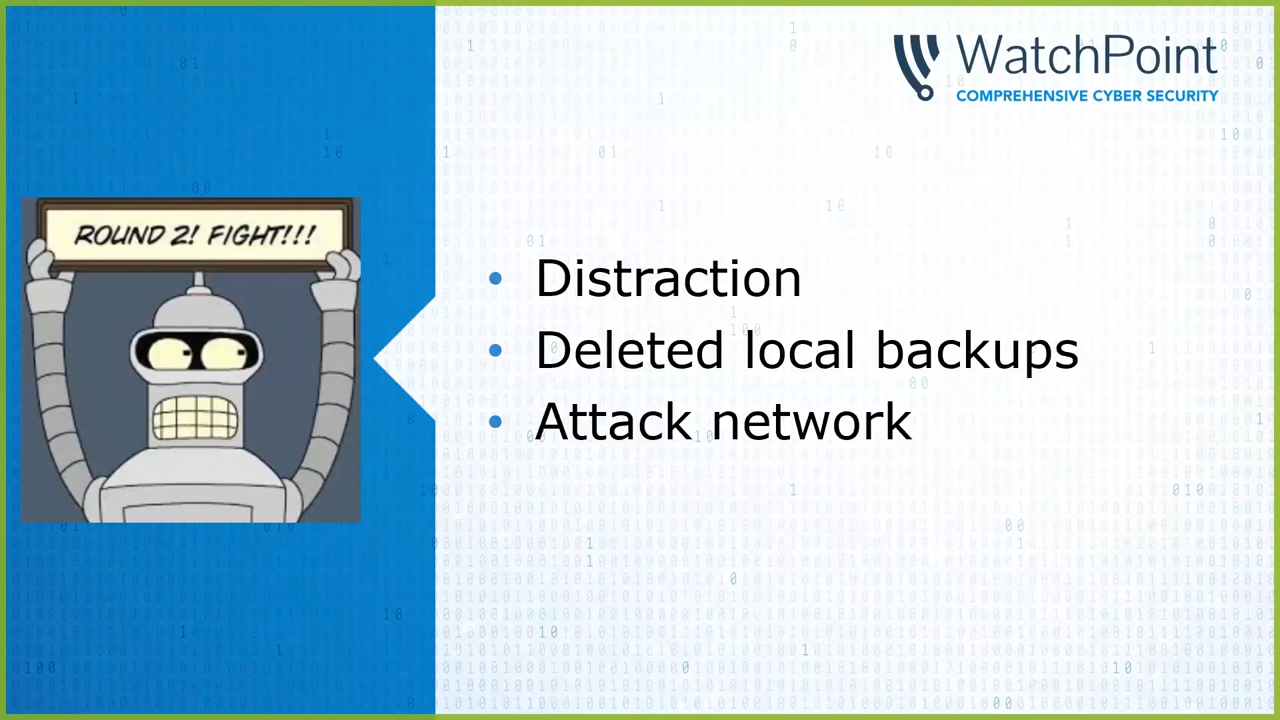 WatchPoint
COMPREHENSIVE CYBER SECURITY
ROUND 2! FIGHT!!!
• Distraction
• Deleted local backups
• Attack network